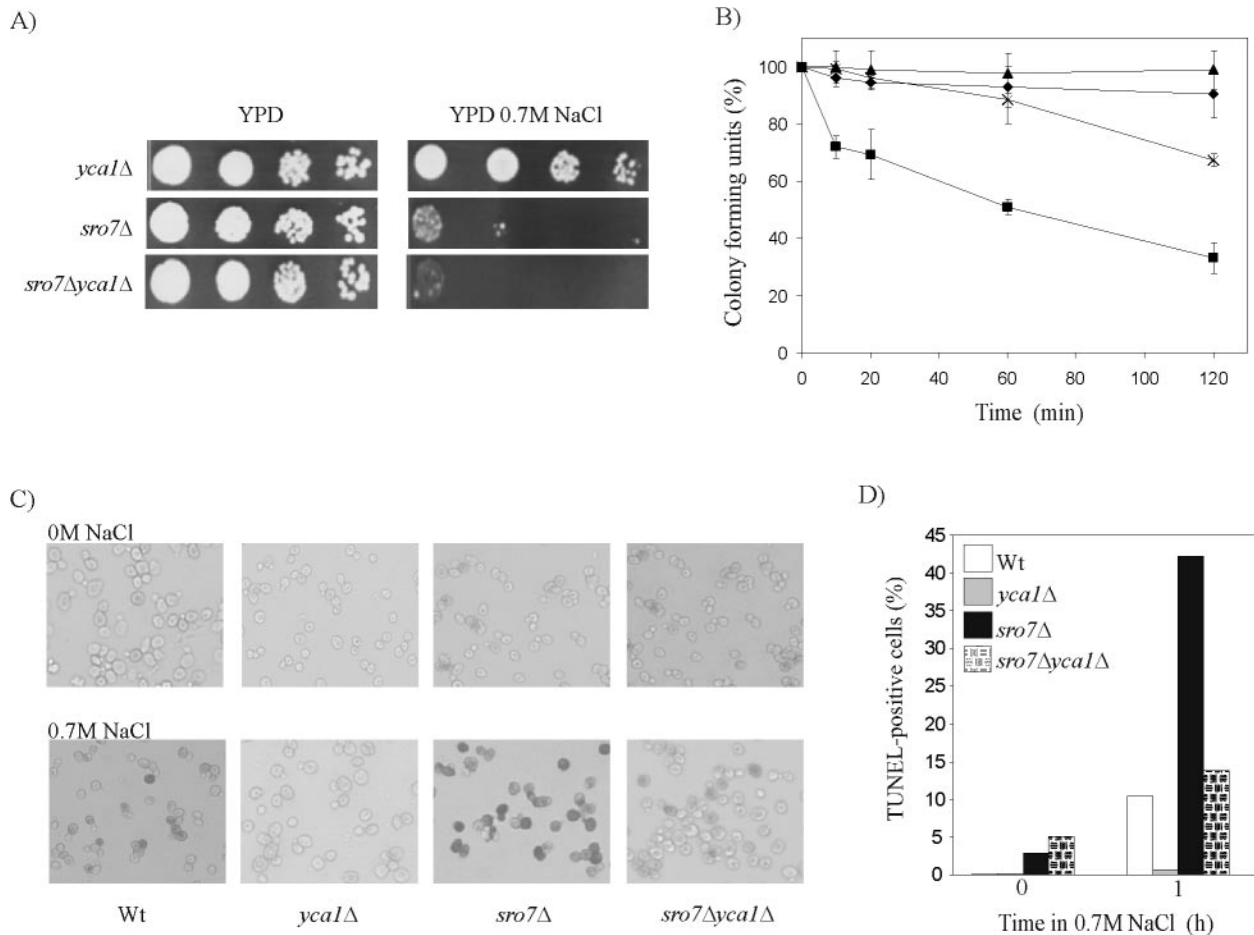 A)
YPD
YPD 0.7M NaCl
yca1Δ
sro7Δ
sro7Δyca1Δ
B)
Colony forming units (%)
100
80
60
40
20
0
0 20 40 60 80 100 120
Time (min)
C)
0M NaCl
0.7M NaCl
Wt
yca1Δ
sro7Δ
sro7Δyca1Δ
D)
TUNEL-positive cells (%)
45
40
35
30
25
20
15
10
5
0
Wt
yca1Δ
sro7Δ
sro7Δyca1Δ
0 1
Time in 0.7M NaCl (h)